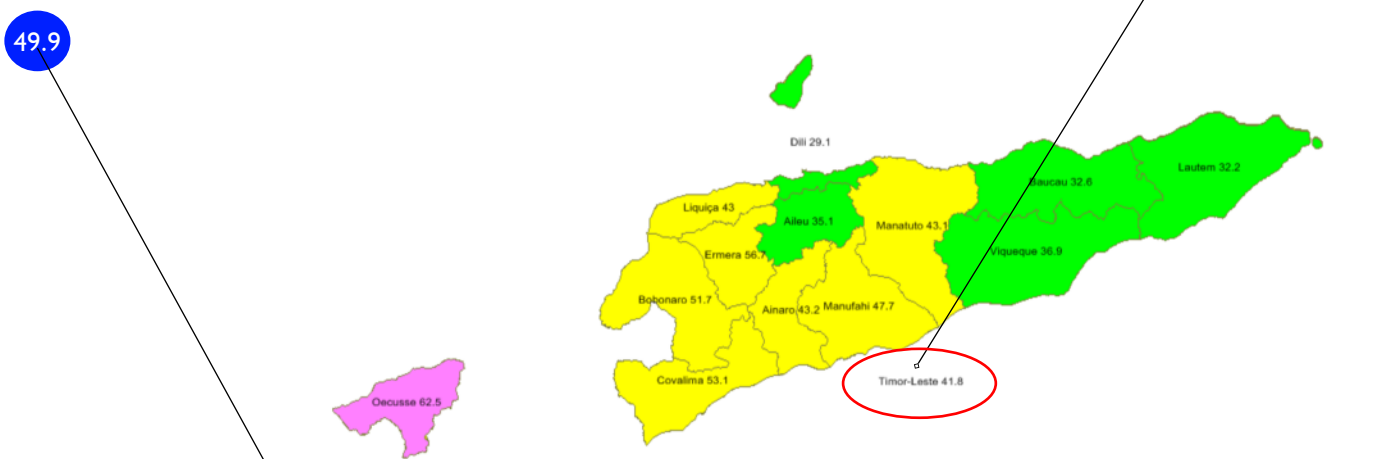 49.9
Dili 29.1
Lautem 32.2
Baucau 32.6
Liquiça 43
Aileu 35.1
Manatuto 43.1
Ermera 56.7
Viqueque 36.9
Bobonaro 51.7
Ainaro 43.2
Manufahi 47.7
Covalima 53.1
Timor-Leste 41.8
Oecusse 62.5